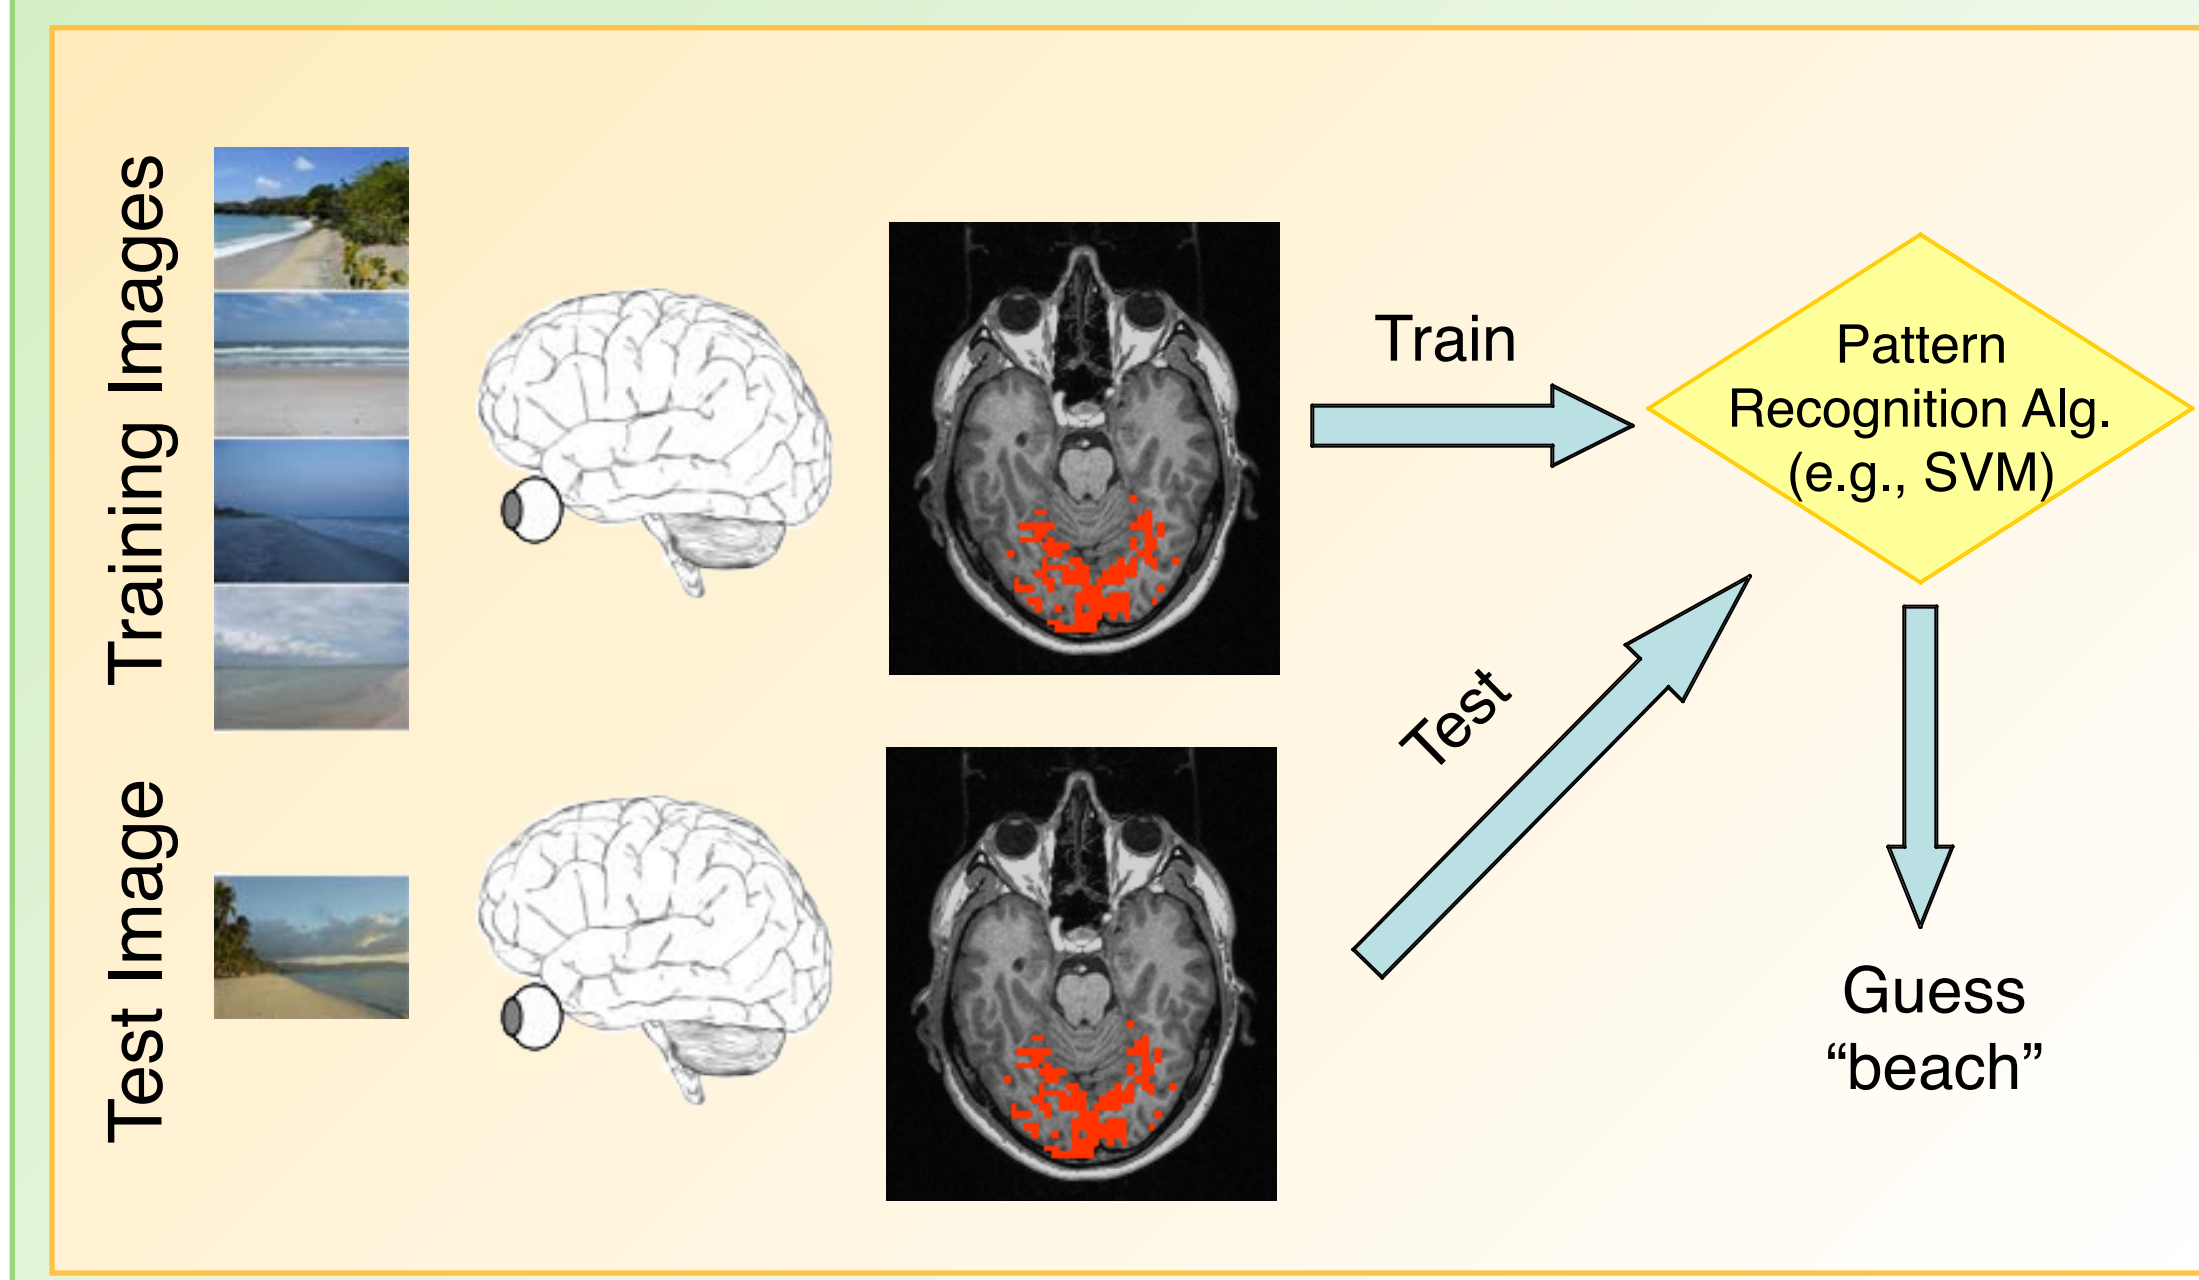 Training Images
Train
Pattern
Recognition Alg.
(e.g., SVM)
Test Image
Test
Guess
“beach”